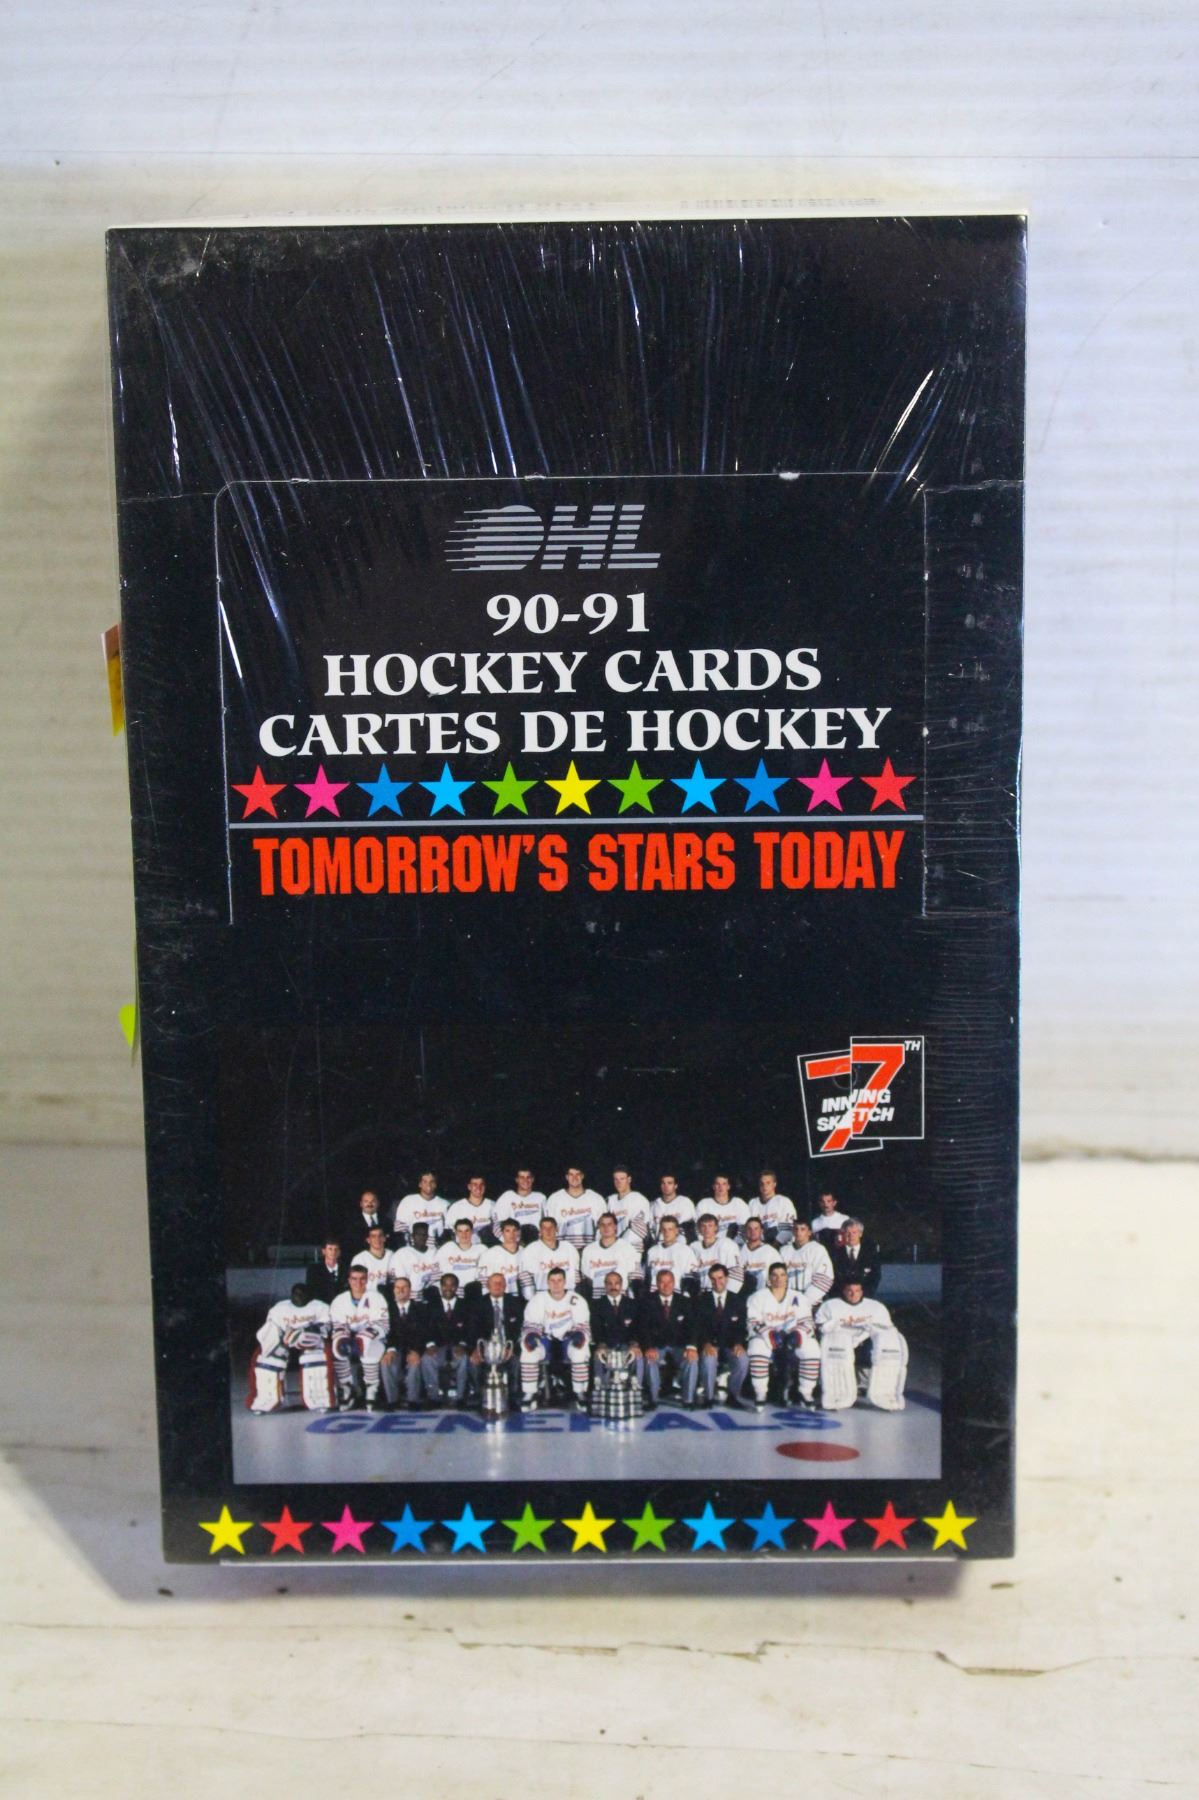 OHL
90-91
HOCKEY CARDS
CARTES DE HOCKEY
TOMORROW'S STARS TODAY
7TH
INNING
SKETCH
GENERALS